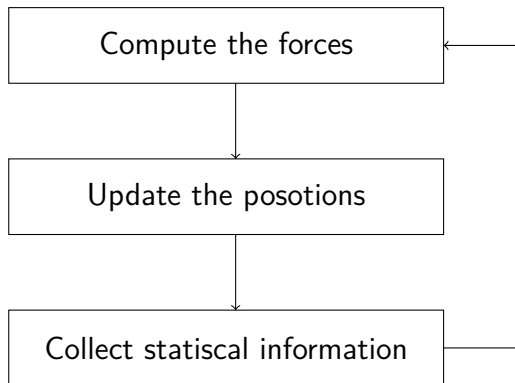 Compute the forces
Update the posotions
Collect statiscal information